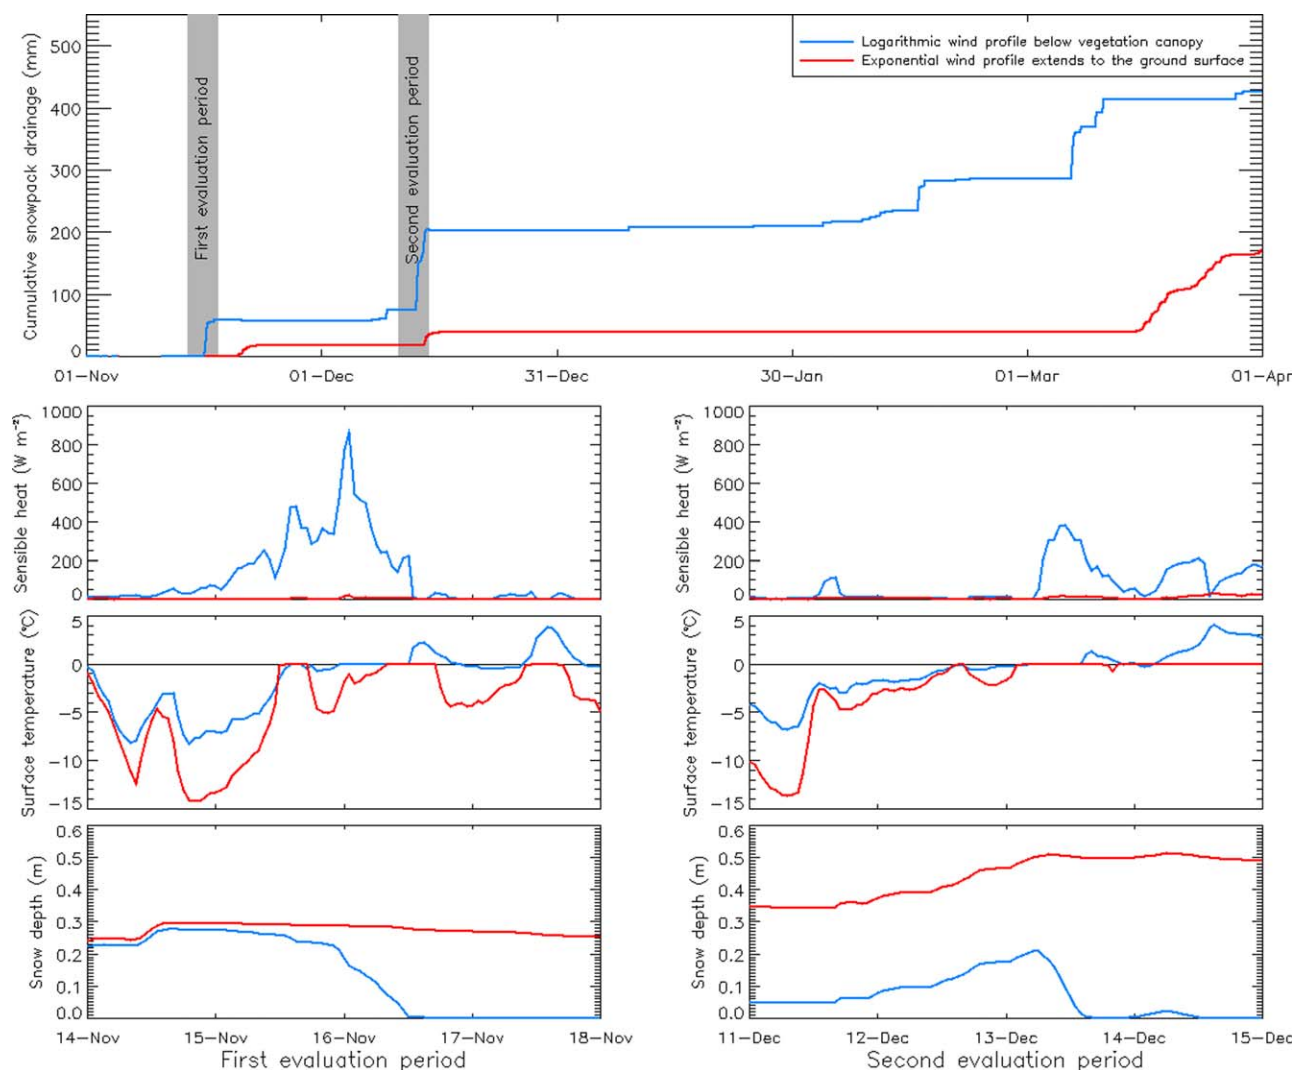 Cumulative snowpack drainage (mm)
500
400
300
200
100
0
First evaluation period
Second evaluation period
Logarithmic wind profile below vegetation canopy
Exponential wind profile extends to the ground surface
01-Nov 01-Dec 31-Dec 30-Jan 01-Mar 01-Apr
Sensible heat (W m⁻²)
1000
800
600
400
200
0
Sensible heat (W m⁻²)
1000
800
600
400
200
0
Surface temperature (°C)
5
0
-5
-10
-15
Surface temperature (°C)
5
0
-5
-10
-15
Snow depth (m)
0.6
0.5
0.4
0.3
0.2
0.1
0.0
14-Nov 15-Nov 16-Nov 17-Nov 18-Nov
First evaluation period
Snow depth (m)
0.6
0.5
0.4
0.3
0.2
0.1
0.0
11-Dec 12-Dec 13-Dec 14-Dec 15-Dec
Second evaluation period